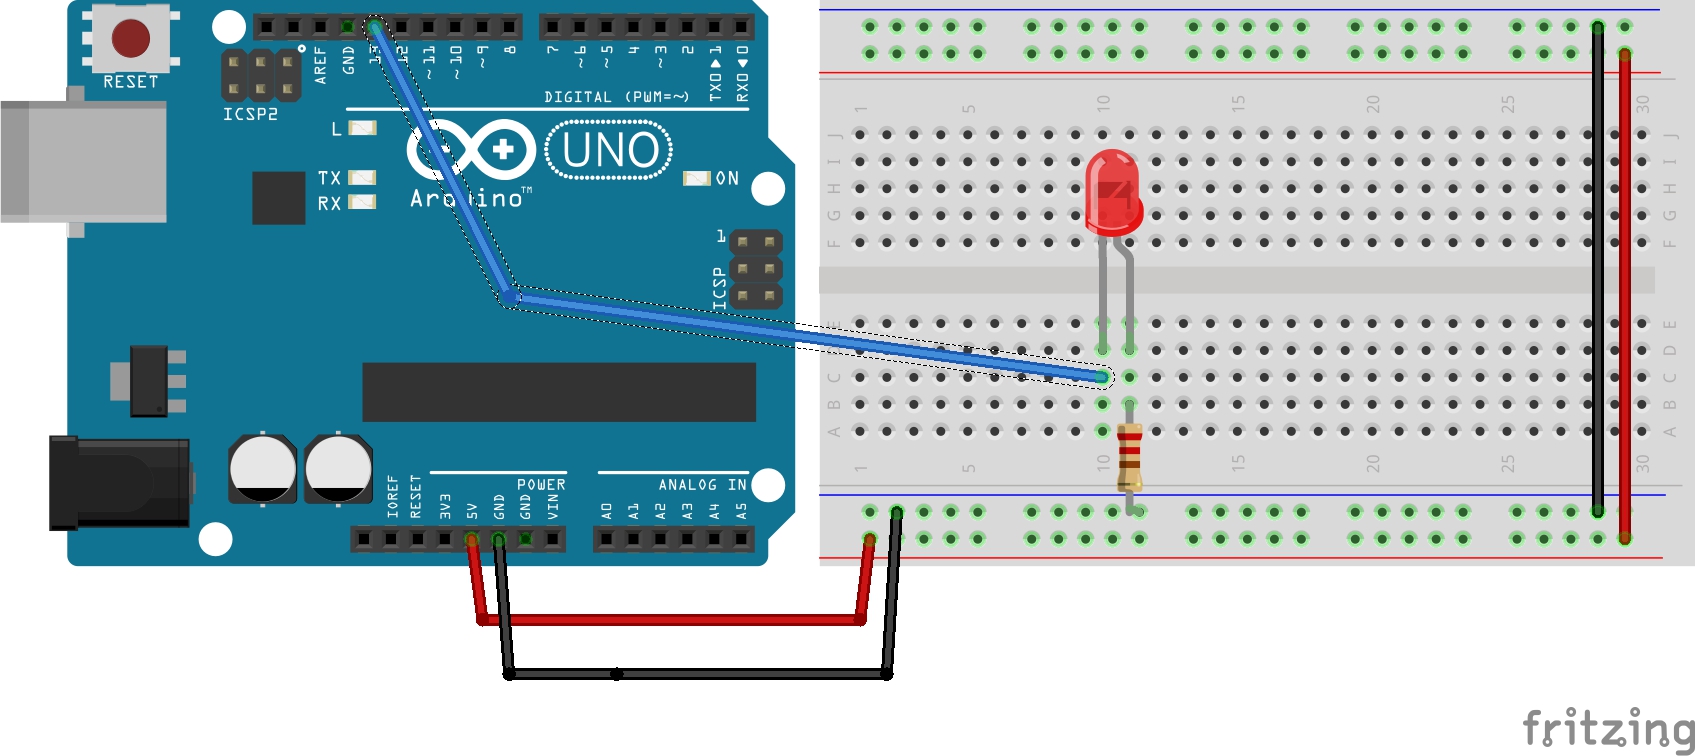 RESET
ICSP2
AREF
GND
13
12
~11
~10
~9
8
7
~6
~5
4
~3
2
TX0▶1
RX0◀0
DIGITAL (PWM=~)
L
TX
RX
Arduino™
UNO
ON
1
ICSP
POWER
ANALOG IN
IOREF
RESET
3V3
5V
GND
GND
VIN
A0
A1
A2
A3
A4
A5
1 5 10 15 20 25 30
J J
I I
H H
G G
F F
E E
D D
C C
B B
A A
1 5 10 15 20 25 30
fritzing